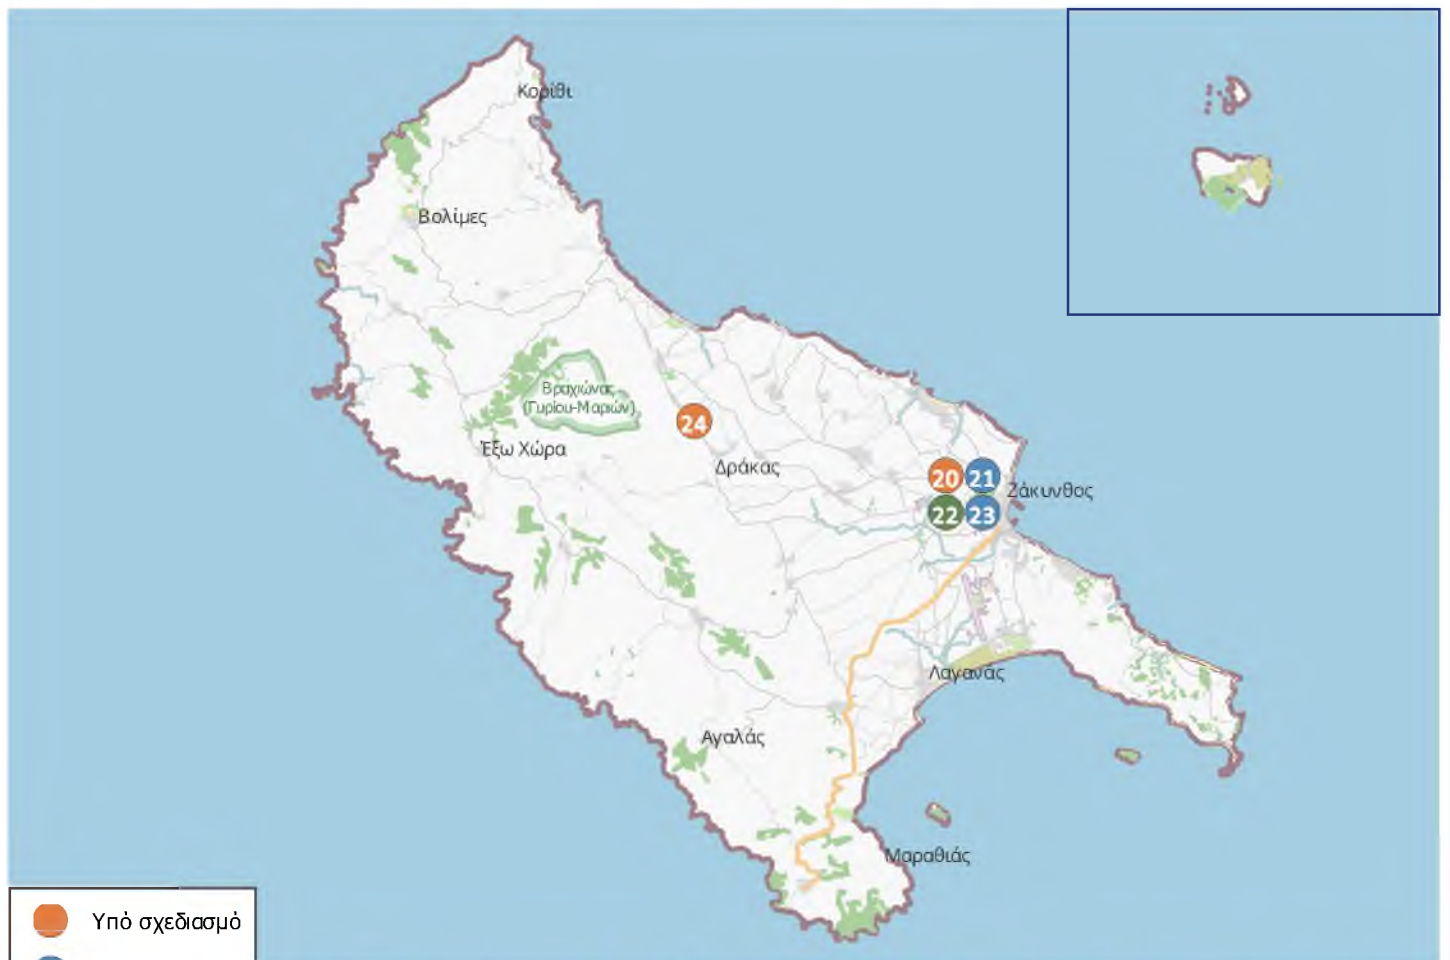 Κορίθι
Βολίμες
Βραχιώνας
(Γυρίου-Μαριών)
24
Έξω Χώρα
Δράκας
20 21
Ζάκυνθος
22 23
Λαγανάς
Αγαλάς
Μαραθιάς
Υπό σχεδιασμό